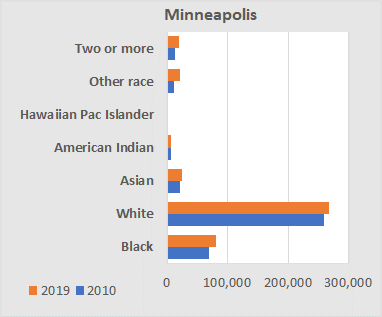 Minneapolis
Two or more
Other race
Hawaiian Pac Islander
American Indian
Asian
White
Black
0 100,000 200,000 300,000
2019 2010